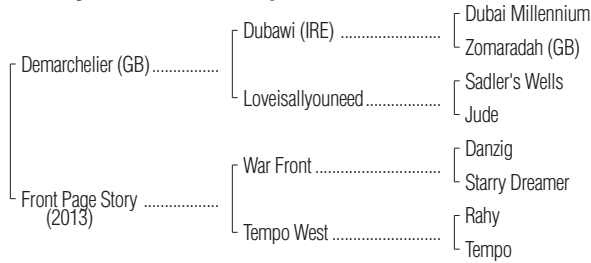 Dubai Millennium
Dubawi (IRE) ....................
Zomaradah (GB)
Demarchelier (GB) ...............
Sadler's Wells
Loveisallyouneed .................
Jude
Danzig
War Front .........................
Starry Dreamer
Front Page Story .................
(2013)
Rahy
Tempo West ......................
Tempo